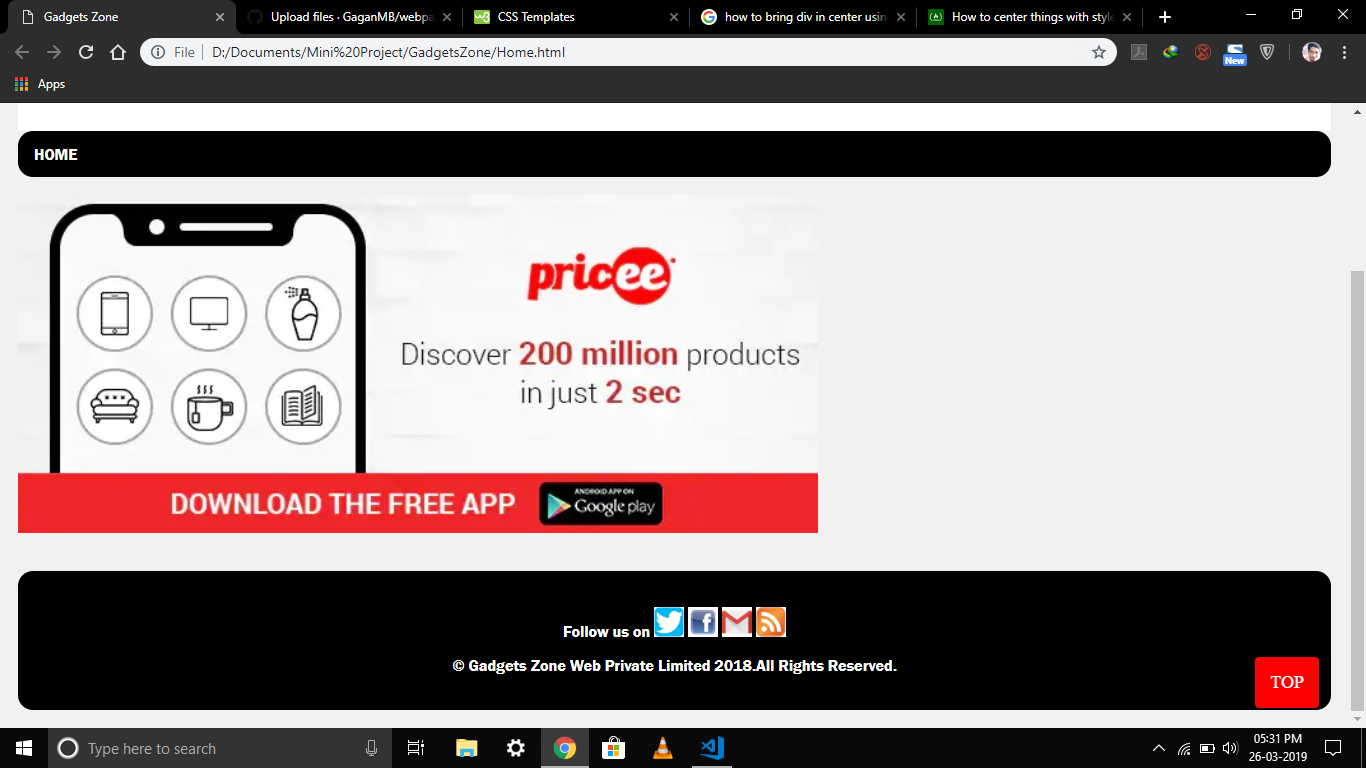 Gadgets Zone
Upload files · GaganMB/webpa
CSS Templates
how to bring div in center usin
How to center things with style
File
D:/Documents/Mini%20Project/GadgetsZone/Home.html
New
Apps
HOME
pricee
Discover 200 million products
in just 2 sec
DOWNLOAD THE FREE APP
ANDROID APP ON
Google play
Follow us on
© Gadgets Zone Web Private Limited 2018.All Rights Reserved.
TOP
Type here to search
05:31 PM
26-03-2019